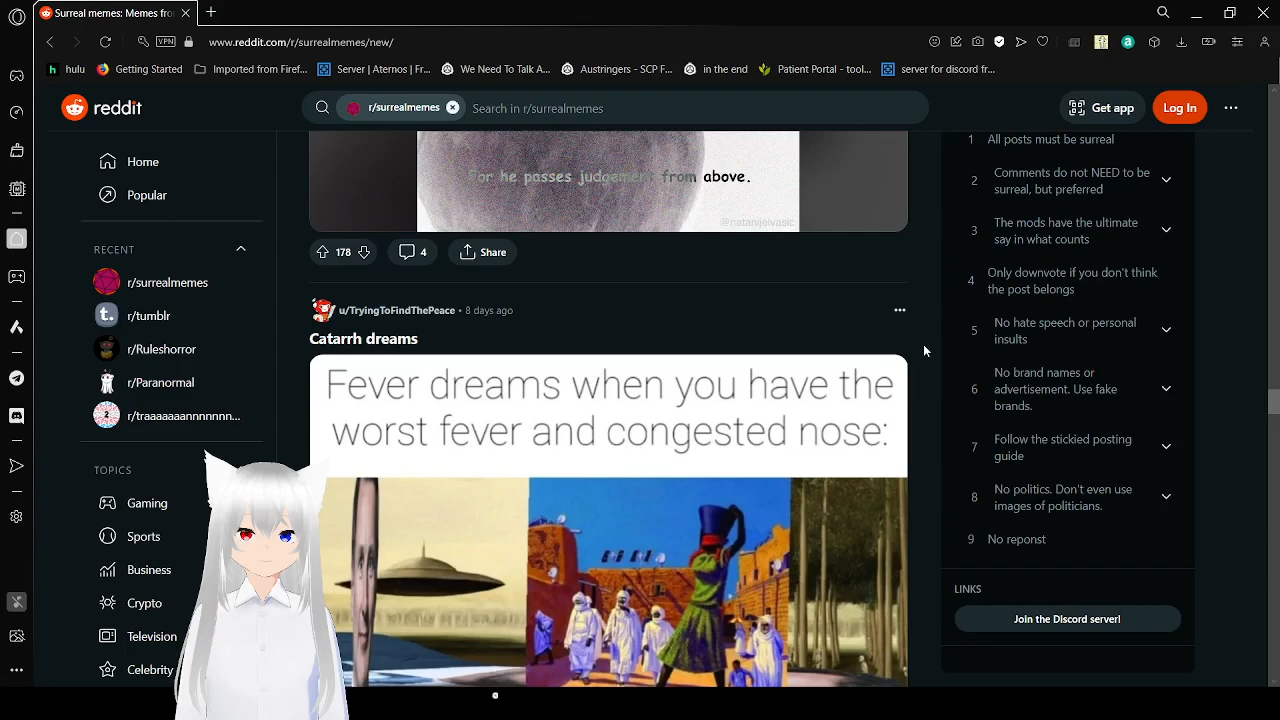 Surreal memes: Memes fro
VPN
www.reddit.com/r/surrealmemes/new/
h hulu
Getting Started
Imported from Firef...
Server | Aternos | Fr...
We Need To Talk A...
Austringers - SCP F...
in the end
Patient Portal - tool...
server for discord fr...
reddit
r/surrealmemes
Search in r/surrealmemes
Get app
Log In
Home
Popular
RECENT
r/surrealmemes
t. r/tumblr
r/Ruleshorror
r/Paranormal
2 r/traaaaaaannnnnnn...
TOPICS
Gaming
Sports
Business
Crypto
Television
Celebrity
For he passes judgement from above.
@natanijelvasic
178
4
Share
u/TryingToFindThePeace • 8 days ago
Catarrh dreams
Fever dreams when you have the
worst fever and congested nose:
1 All posts must be surreal
2 Comments do not NEED to be
surreal, but preferred
3 The mods have the ultimate
say in what counts
4 Only downvote if you don't think
the post belongs
5 No hate speech or personal
insults
6 No brand names or
advertisement. Use fake
brands.
7 Follow the stickied posting
guide
8 No politics. Don't even use
images of politicians.
9 No reponst
LINKS
Join the Discord server!